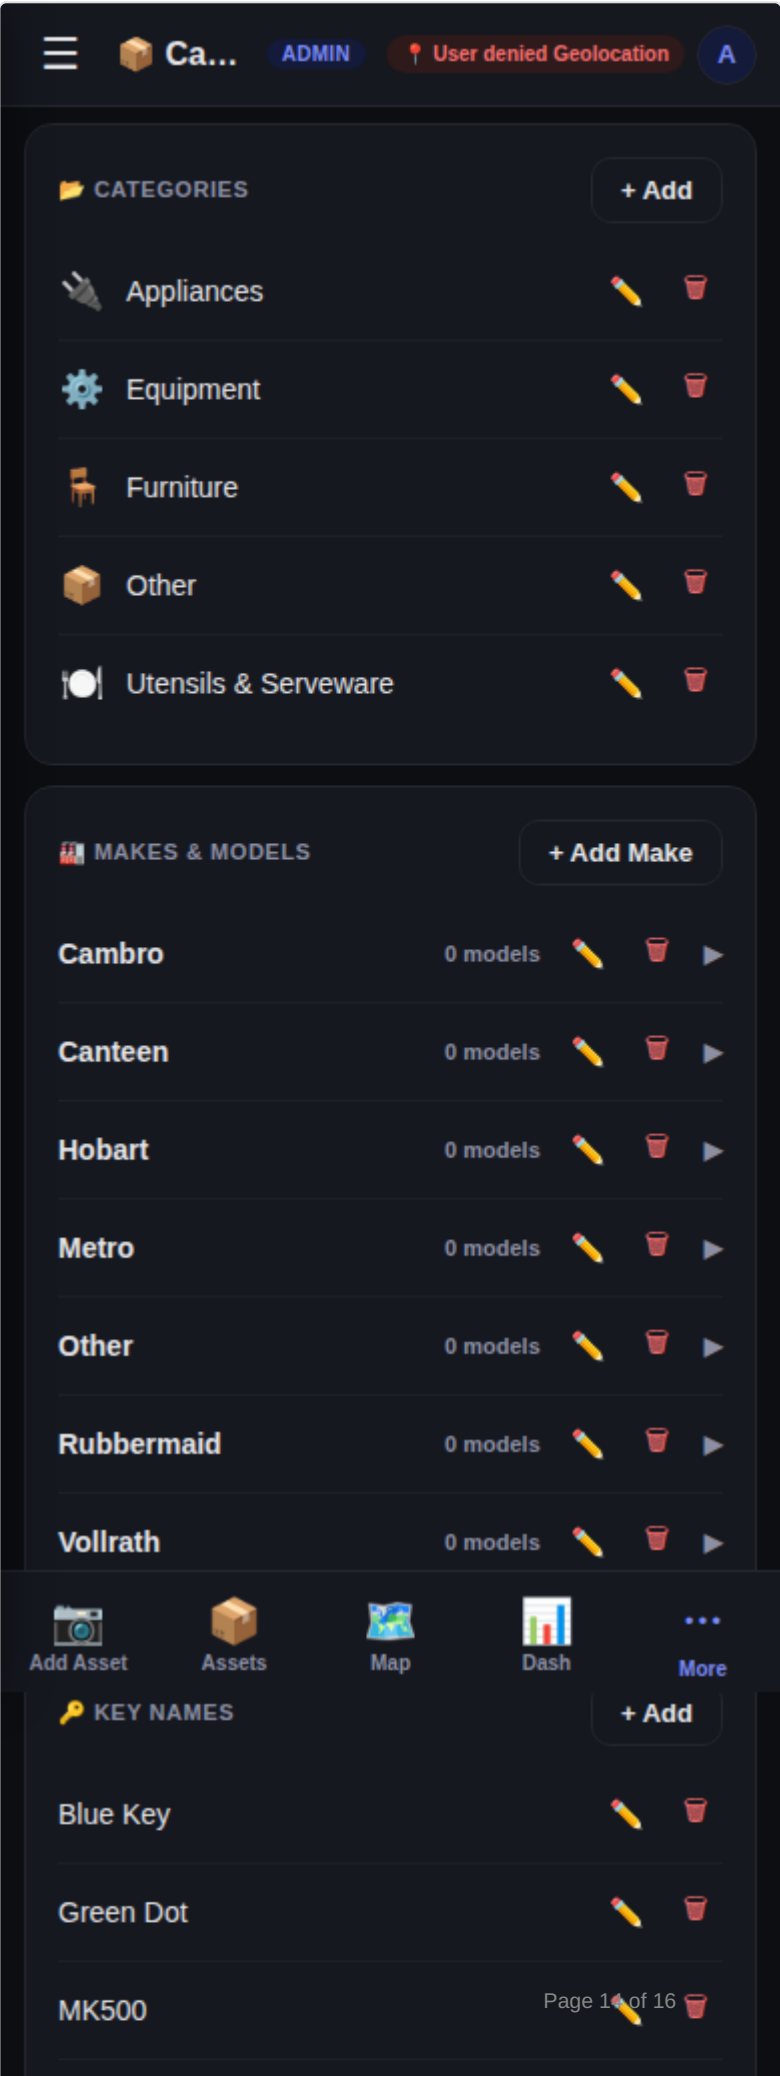 Ca...
ADMIN
User denied Geolocation
A
CATEGORIES
+ Add
Appliances
Equipment
Furniture
Other
Utensils & Serveware
MAKES & MODELS
+ Add Make
Cambro 0 models
Canteen 0 models
Hobart 0 models
Metro 0 models
Other 0 models
Rubbermaid 0 models
Vollrath 0 models
Add Asset
Assets
Map
Dash
More
KEY NAMES
+ Add
Blue Key
Green Dot
MK500
Page 14 of 16